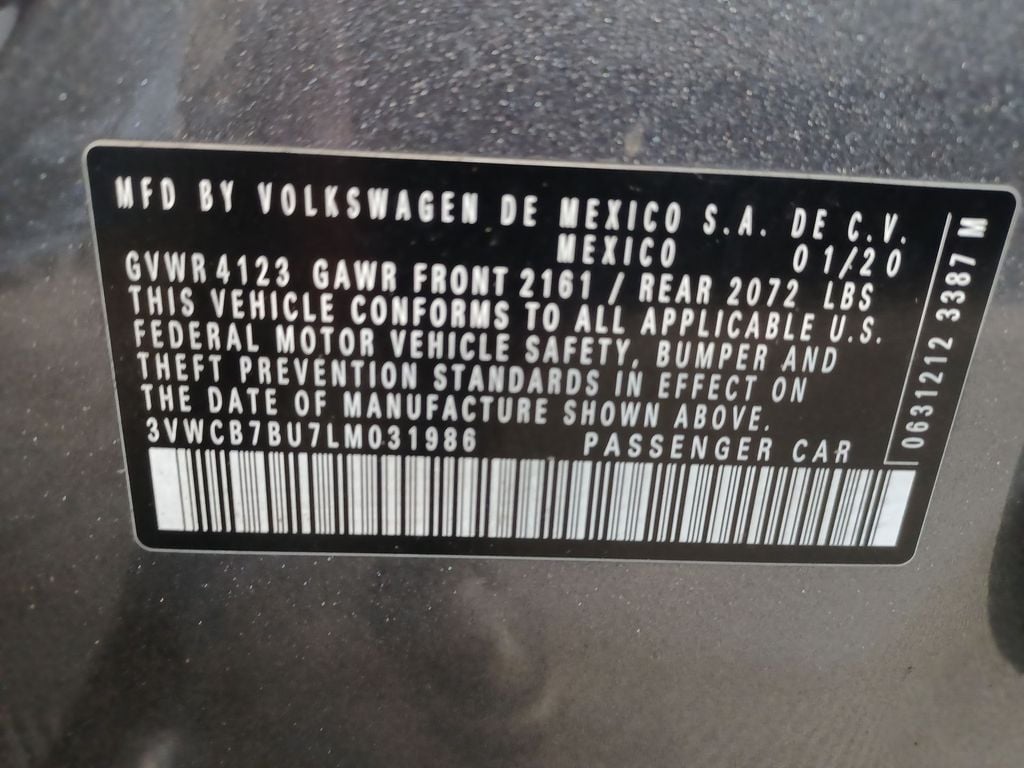 MFD BY VOLKSWAGEN DE MEXICO S.A. DE C.V.
MEXICO 01/20
GVWR 4123 GAWR FRONT 2161 / REAR 2072 LBS
THIS VEHICLE CONFORMS TO ALL APPLICABLE U.S.
FEDERAL MOTOR VEHICLE SAFETY, BUMPER AND
THEFT PREVENTION STANDARDS IN EFFECT ON
THE DATE OF MANUFACTURE SHOWN ABOVE.
3VWCB7BU7LM031986 PASSENGER CAR
0631212 3387 M